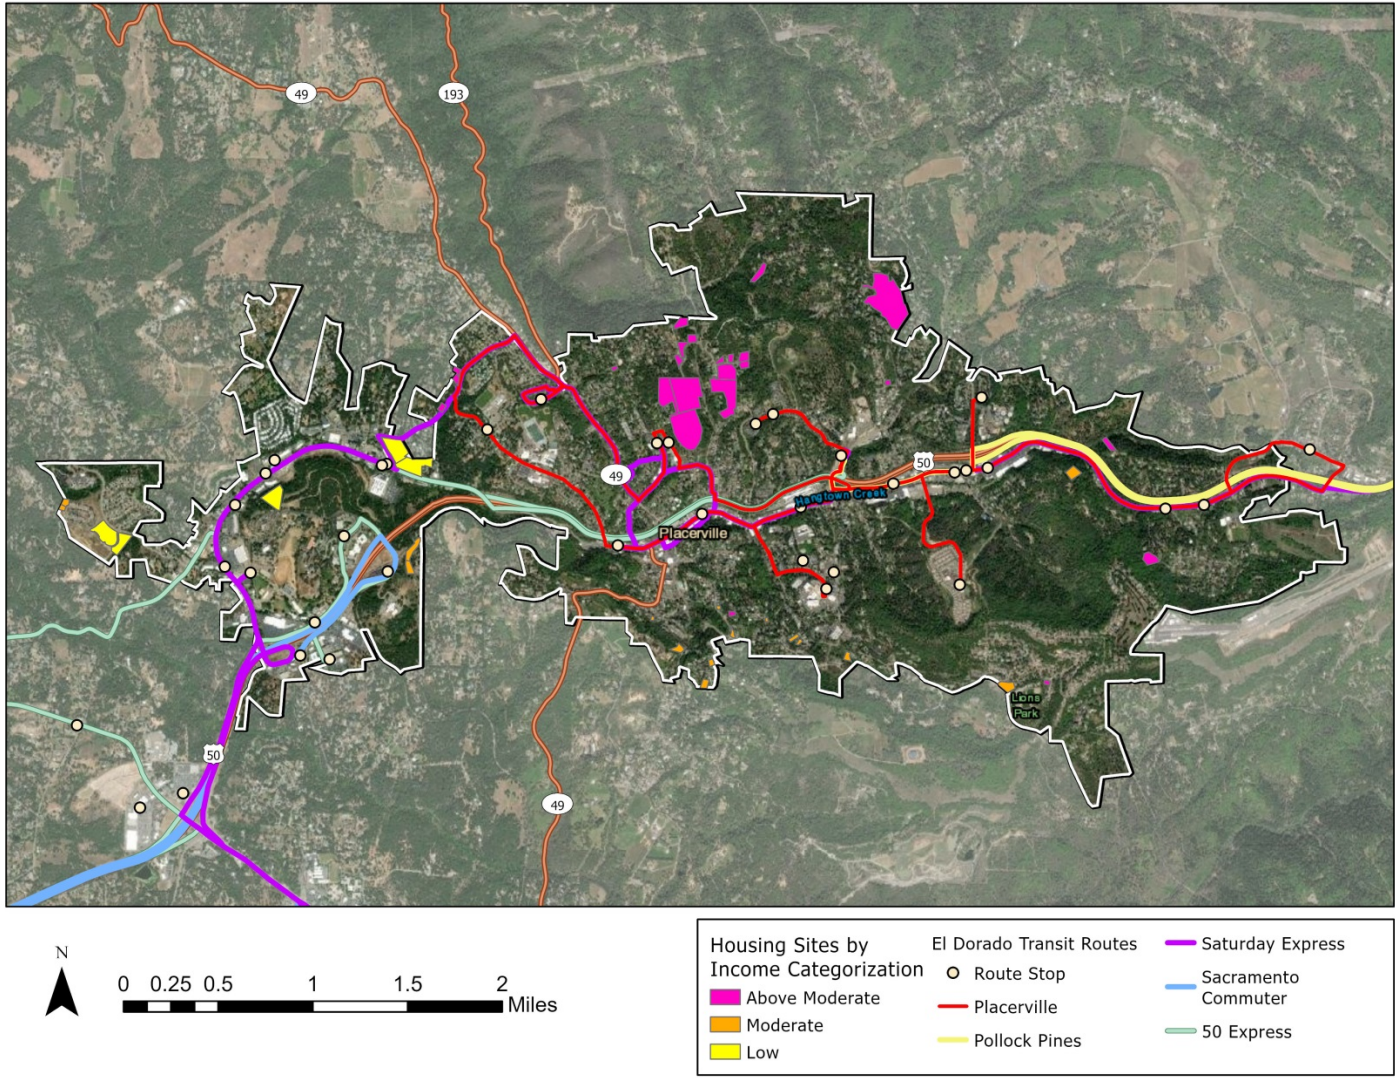 49
193
49
50
Hangtown Creek
Placerville
Lions
Park
50
49
N
0 0.25 0.5 1 1.5 2
Miles
Housing Sites by
Income Categorization
Above Moderate
Moderate
Low
El Dorado Transit Routes
Route Stop
Placerville
Pollock Pines
Saturday Express
Sacramento
Commuter
50 Express